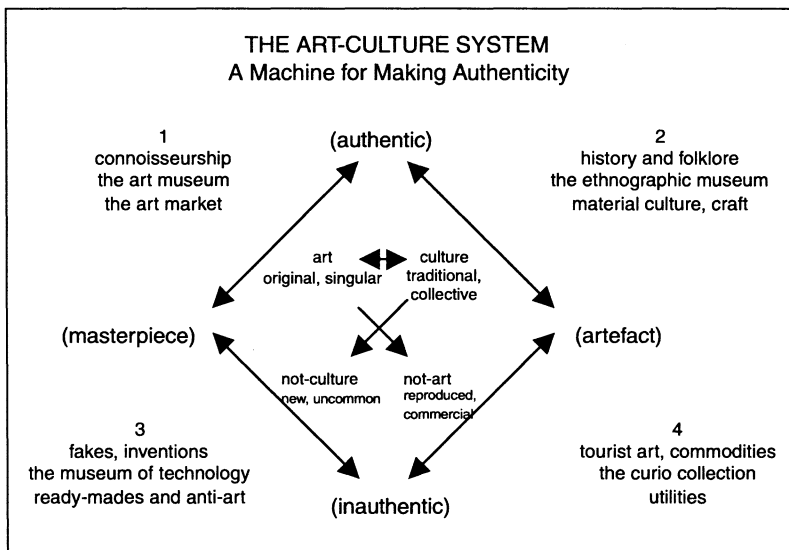 THE ART-CULTURE SYSTEM
A Machine for Making Authenticity
1
connoisseurship
the art museum
the art market
(authentic)
2
history and folklore
the ethnographic museum
material culture, craft
art
original, singular
culture
traditional,
collective
(masterpiece)
(artefact)
not-culture
new, uncommon
not-art
reproduced,
commercial
3
fakes, inventions
the museum of technology
ready-mades and anti-art
(inauthentic)
4
tourist art, commodities
the curio collection
utilities